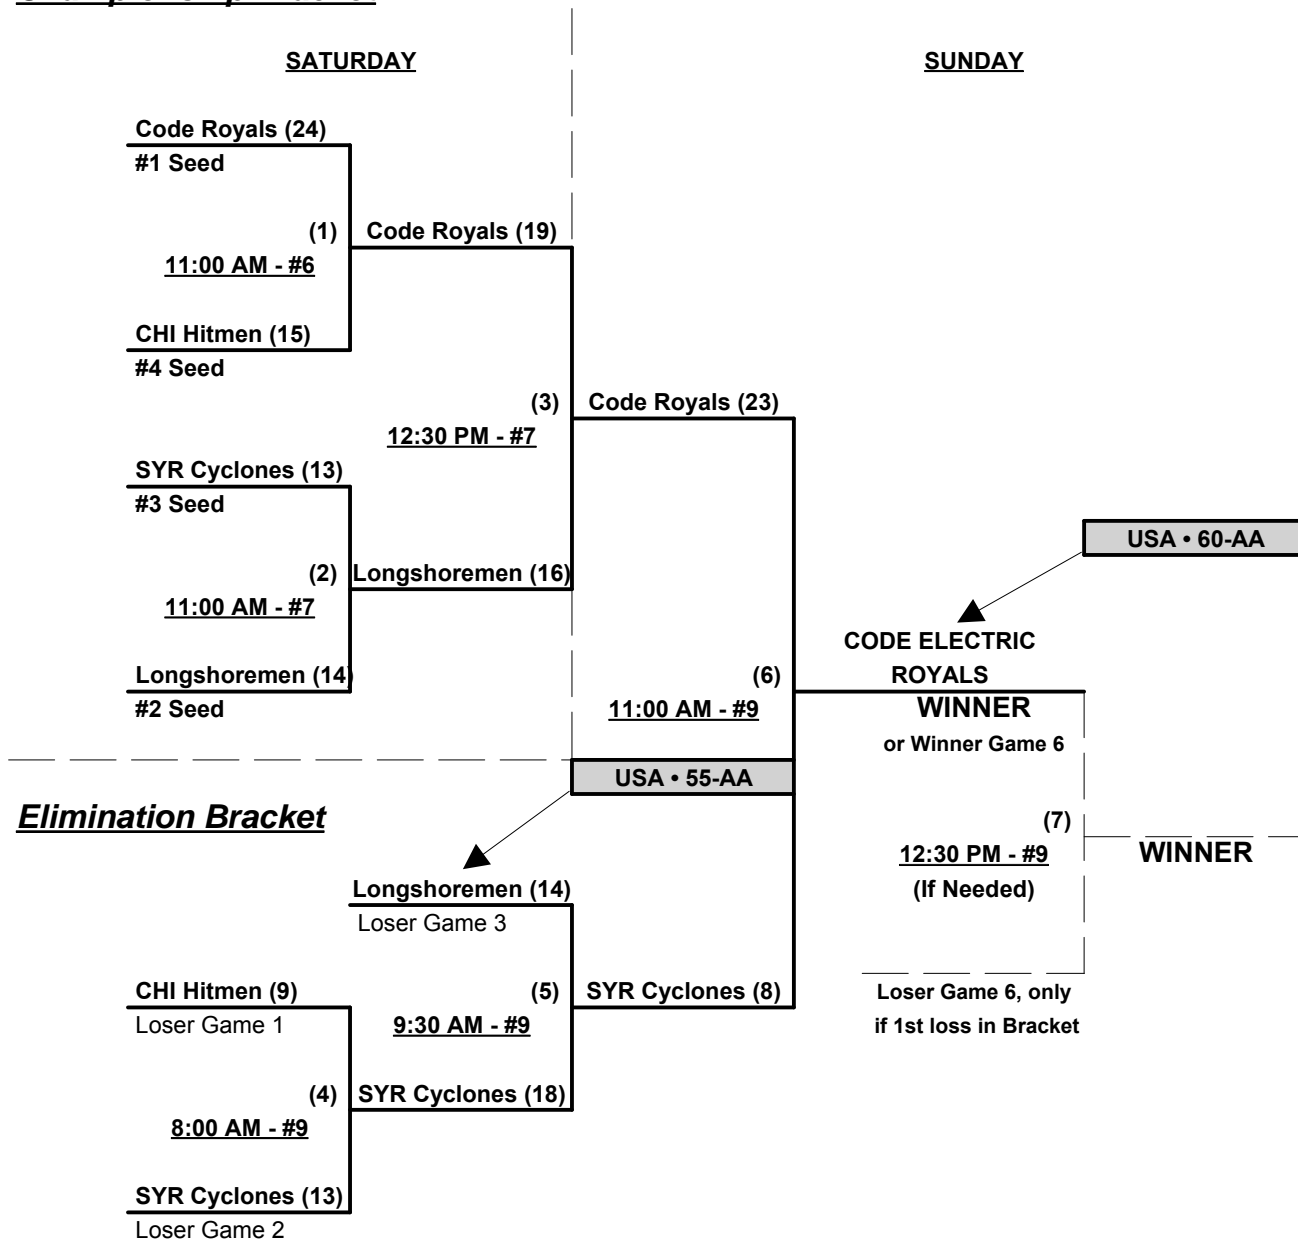 SATURDAY
SUNDAY
Code Royals (24)
#1 Seed
(1)
Code Royals (19)
11:00 AM - #6
CHI Hitmen (15)
#4 Seed
(3)
Code Royals (23)
12:30 PM - #7
SYR Cyclones (13)
#3 Seed
USA • 60-AA
(2)
Longshoremen (16)
11:00 AM - #7
CODE ELECTRIC
ROYALS
Longshoremen (14)
#2 Seed
(6)
11:00 AM - #9
WINNER
or Winner Game 6
USA • 55-AA
Elimination Bracket
(7)
12:30 PM - #9
(If Needed)
WINNER
Longshoremen (14)
Loser Game 3
CHI Hitmen (9)
Loser Game 1
(5)
SYR Cyclones (8)
9:30 AM - #9
Loser Game 6, only
if 1st loss in Bracket
(4)
SYR Cyclones (18)
8:00 AM - #9
SYR Cyclones (13)
Loser Game 2